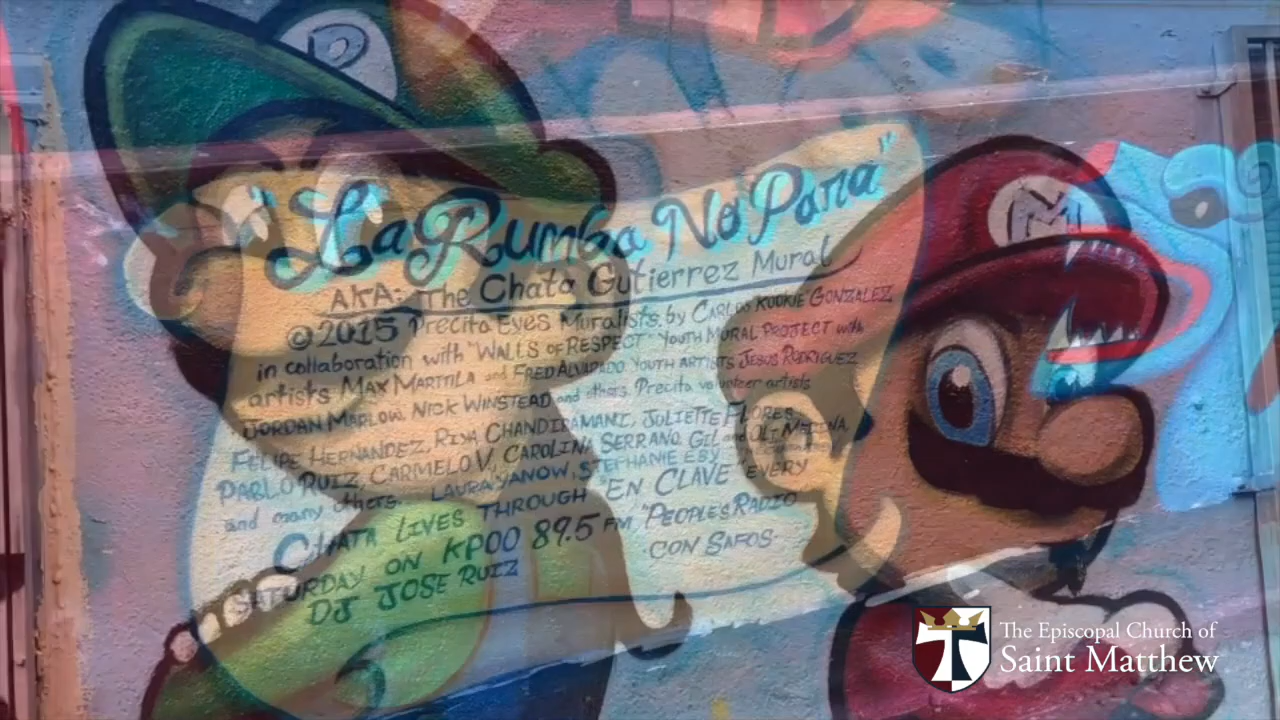 "La Rumba No Para"
AKA: The Chata Gutierrez Mural
©2015 Precita Eyes Muralists by Carlos Kookie Gonzalez
in collaboration with "Walls of Respect" Youth Mural Project with
artists Max Martila and Fred Alvarado Youth artists Jesus Rodriguez
Jordan Marlow, Nick Winstead and others. Precita volunteer artists
Felipe Hernandez, Riya Chandiramani, Juliette Flores,
Pablo Ruiz, Carmelo V, Carolina Serrano Gil and Oli Medina,
and many others. Laura Yanow, Stephanie Eby
Chata lives through "En Clave" every
Saturday on KPOO 89.5 FM "Peoples Radio
DJ Jose Ruiz
Con Safos
M
The Episcopal Church of
Saint Matthew